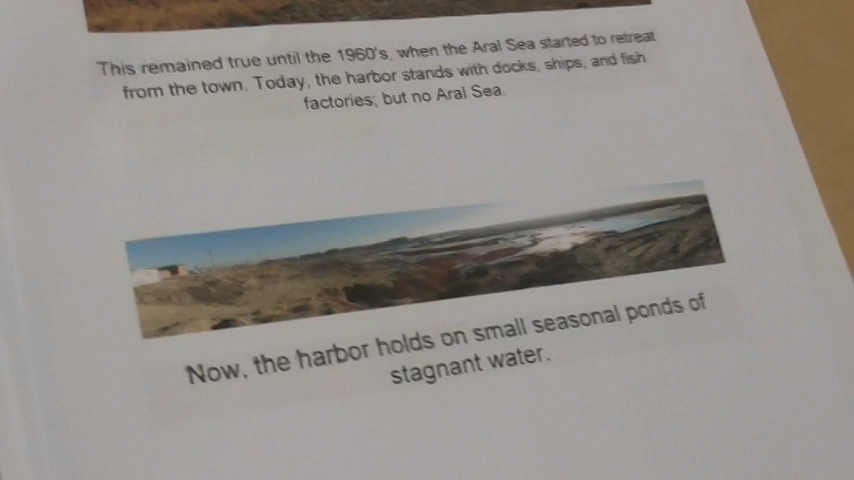 This remained true until the 1960's, when the Aral Sea started to retreat
from the town. Today, the harbor stands with docks, ships, and fish
factories; but no Aral Sea.
Now, the harbor holds on small seasonal ponds of
stagnant water.